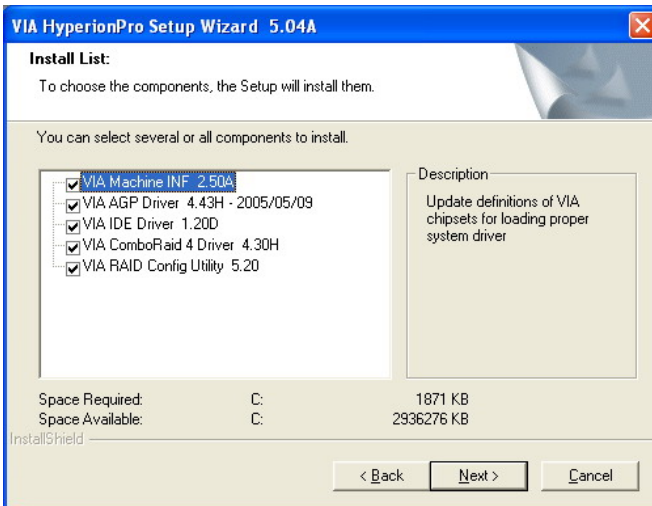 VIA HyperionPro Setup Wizard 5.04A
Install List:
To choose the components, the Setup will install them.
You can select several or all components to install.
VIA Machine INF 2.50A
VIA AGP Driver 4.43H - 2005/05/09
VIA IDE Driver 1.20D
VIA ComboRaid 4 Driver 4.30H
VIA RAID Config Utility 5.20
Description
Update definitions of VIA
chipsets for loading proper
system driver
Space Required: C: 1871 KB
Space Available: C: 2936276 KB
InstallShield
< Back Next > Cancel